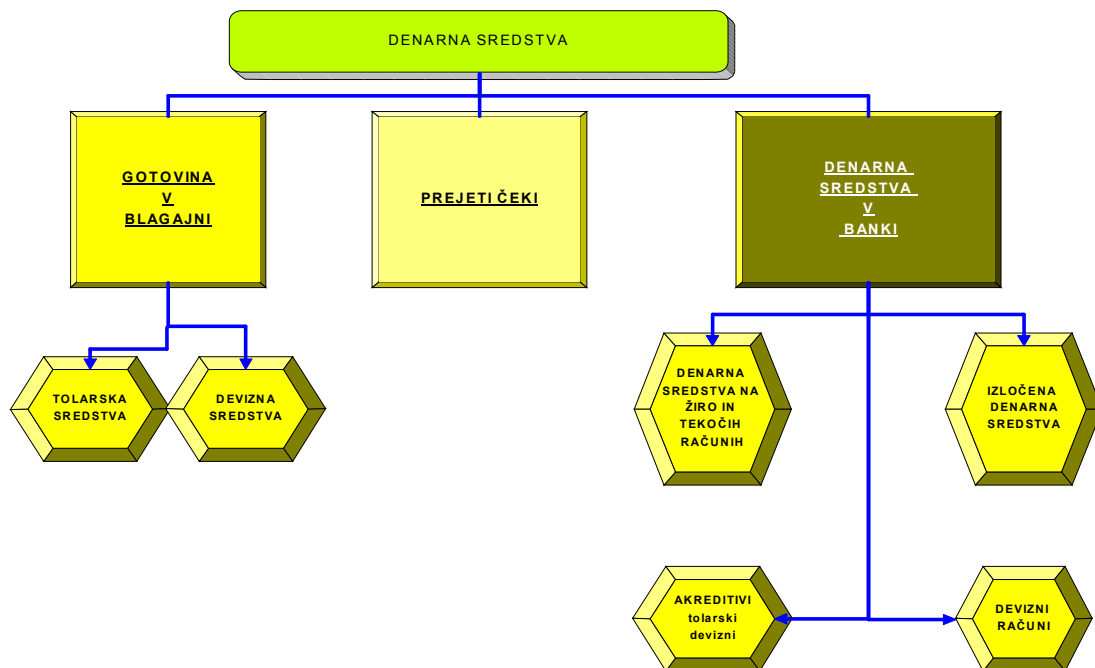 DENARNA SREDSTVA
GOTOVINA
V
BLAGAJNI
PREJETI ČEKI
DENARNA
SREDSTVA
V
BANKI
TOLARSKA
SREDSTVA
DEVIZNA
SREDSTVA
DENARNA
SREDSTVA NA
ŽIRO IN
TEKOČIH
RAČUNIH
IZLOČENA
DENARNA
SREDSTVA
AKREDITIVI
tolarski
devizni
DEVIZNI
RAČUNI